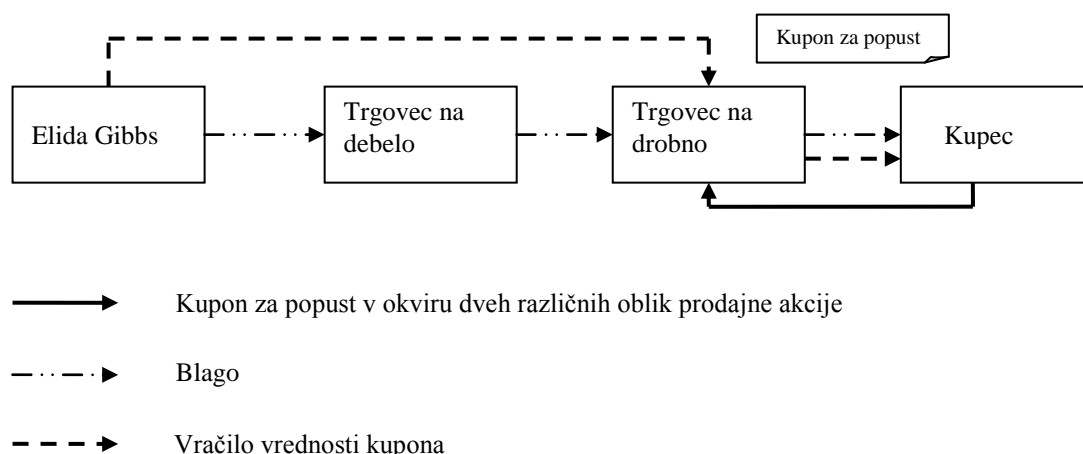 Kupon za popust
Elida Gibbs
Trgovec na
debelo
Trgovec na
drobno
Kupec
Kupon za popust v okviru dveh različnih oblik prodajne akcije
Blago
Vračilo vrednosti kupona